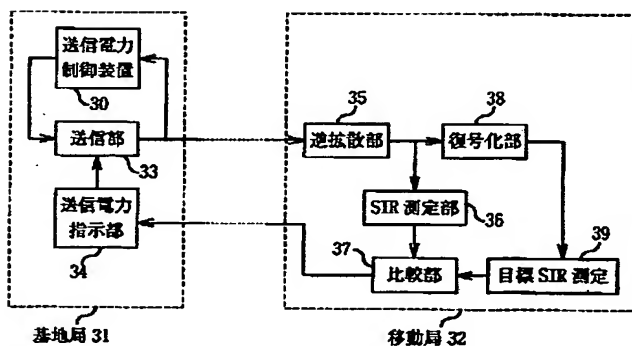 送信電力
制御装置
30
送信部
33
送信電力
指示部
34
基地局 31
35
逆拡散部
38
復号化部
SIR 測定部
36
37
比較部
39
目標 SIR 測定
移動局 32